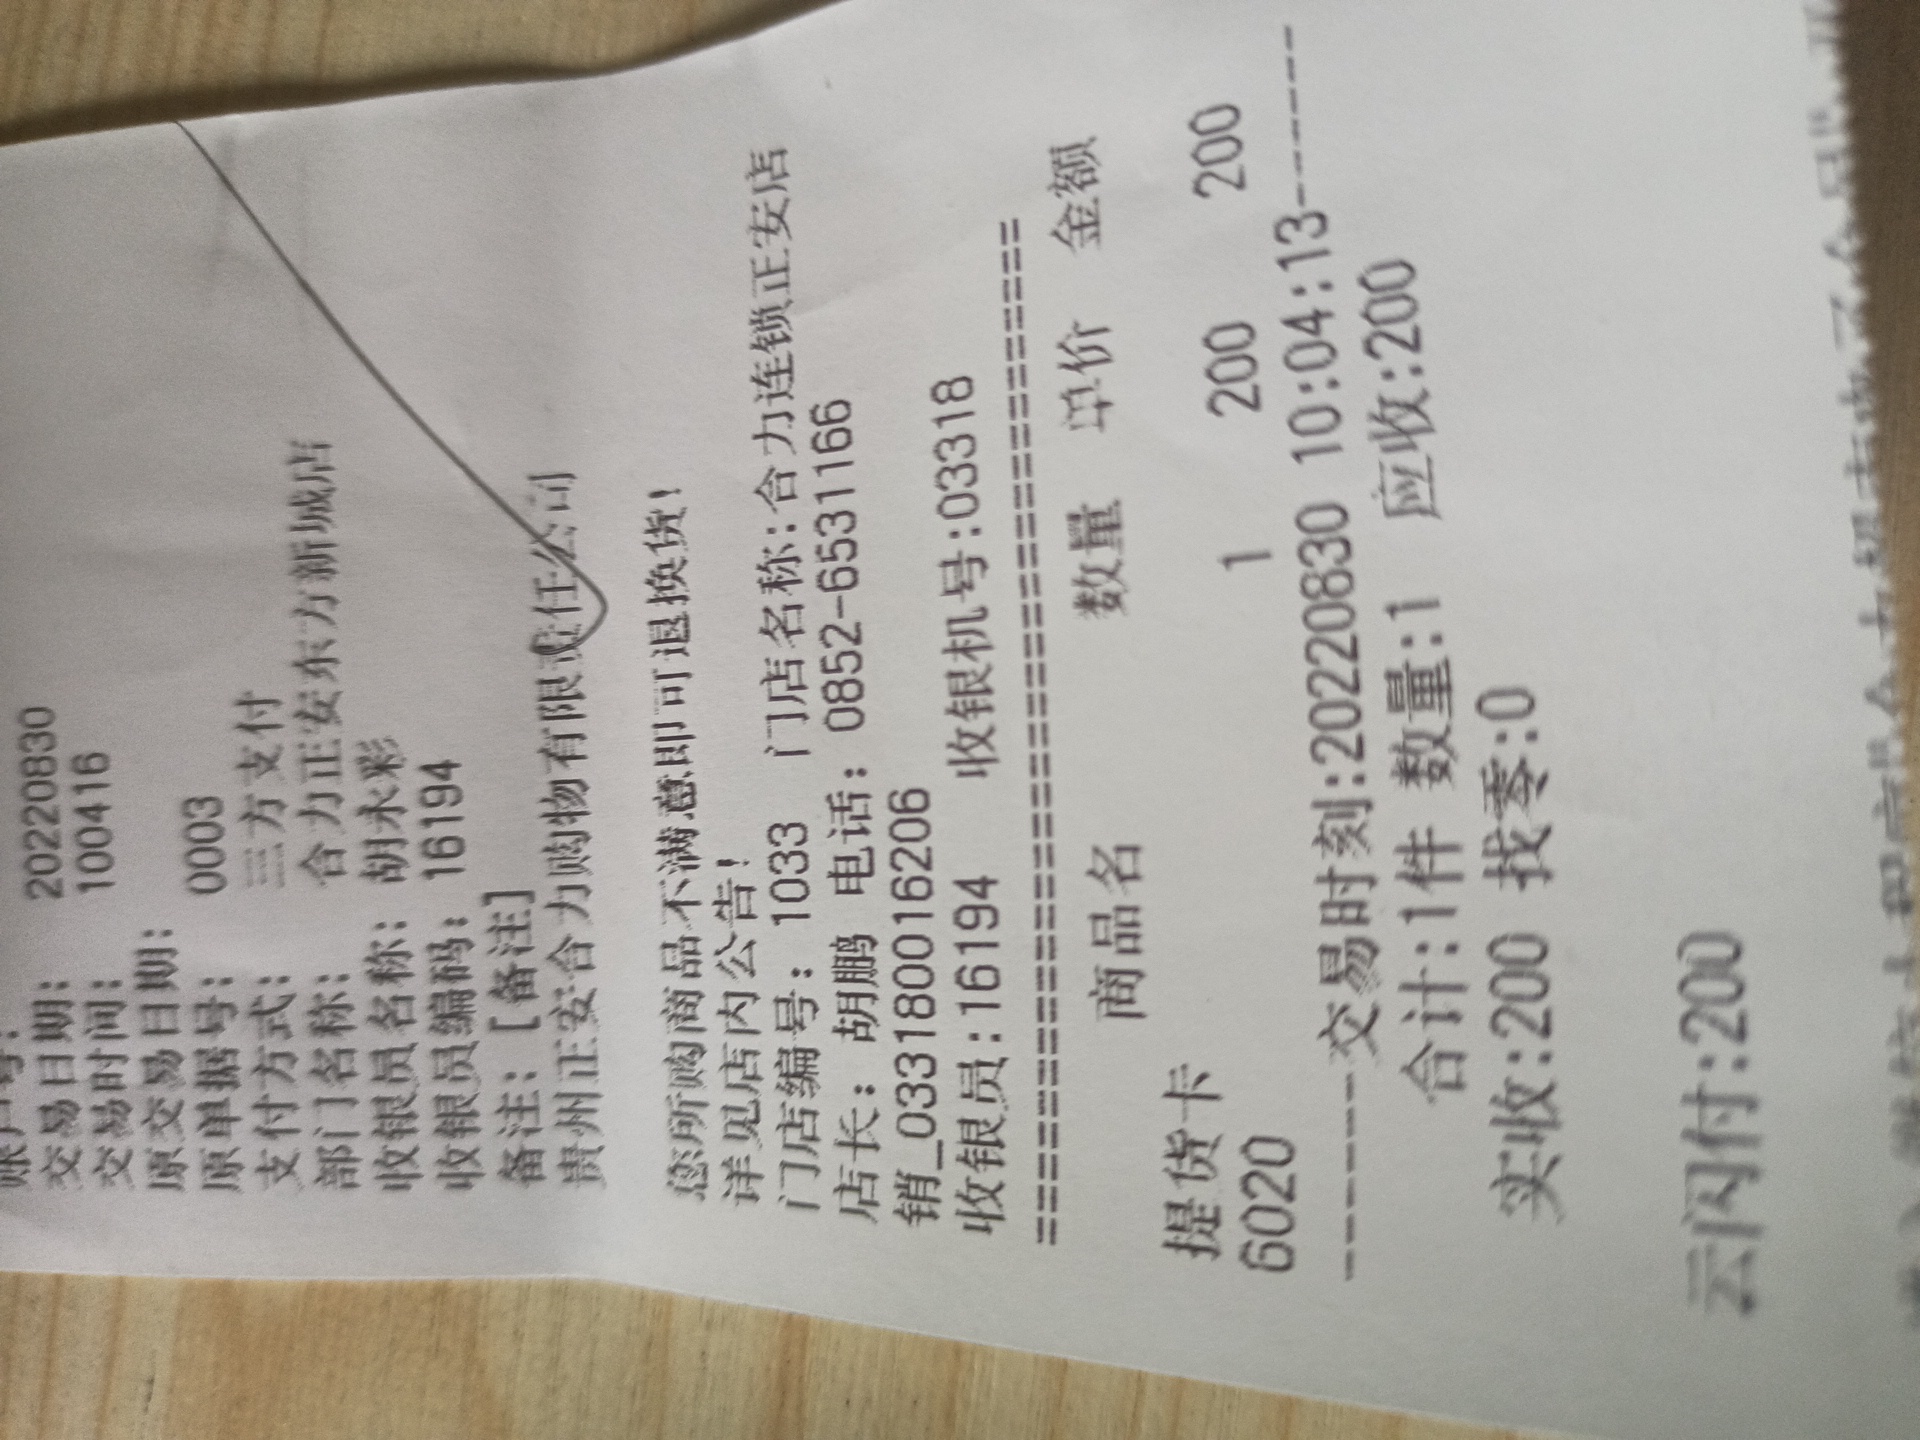 账户号:
交易日期: 20220830
交易时间: 100416
原交易日期:
原单据号: 0003
支付方式: 三方支付
部门名称: 合力正安东方新城店
收银员名称: 胡永彩
收银员编码: 16194
备注: [备注]
贵州正安合力购物有限责任公司
您所购商品不满意即可退换货!
详见店内公告!
门店编号: 1033 门店名称:合力连锁正安店
店长: 胡鹏 电话: 0852-6531166
销_033180016206
收银员:16194 收银机号:03318
==========================================
商品名 数量 单价 金额
提货卡
6020 1 200 200
--------交易时刻:20220830 10:04:13--------
合计:1件 数量:1 应收:200
实收:200 找零:0
云闪付:200